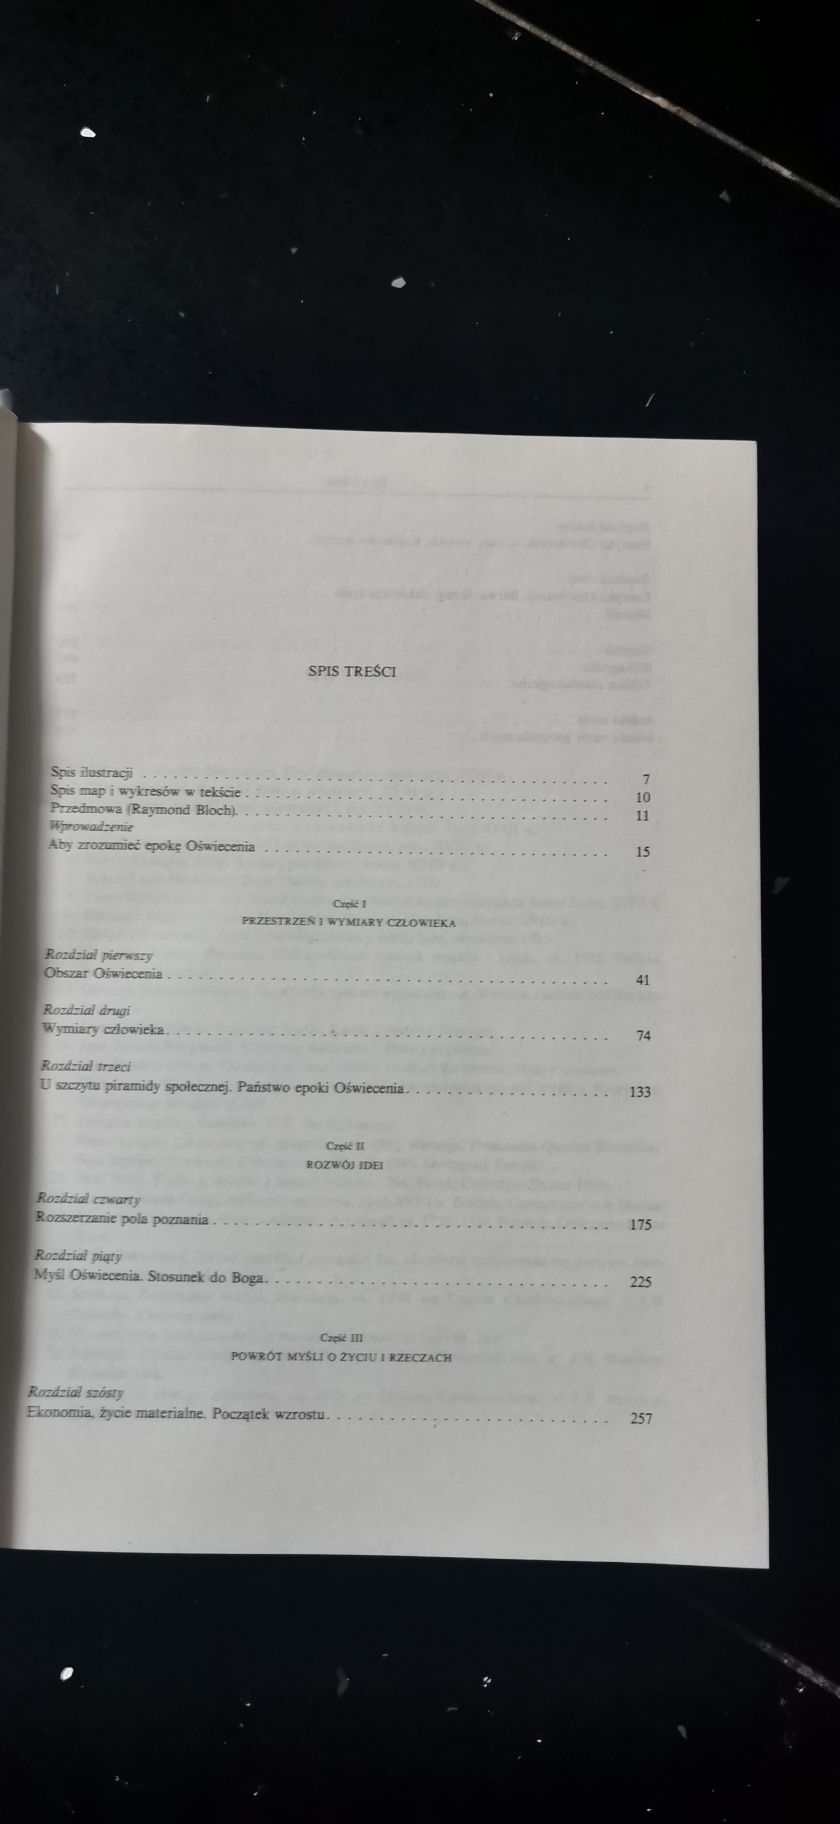 SPIS TREŚCI
Spis ilustracji . . . . . . . . . . . . . . . . . . . . 7
Spis map i wykresów w tekście . . . . . . . . . . . . . . . . . . . . 10
Przedmowa (Raymond Bloch). . . . . . . . . . . . . . . . . . . . 11
Wprowadzenie
Aby zrozumieć epokę Oświecenia . . . . . . . . . . . . . . . . . . . . 15
Część I
PRZESTRZEŃ I WYMIARY CZŁOWIEKA
Rozdział pierwszy
Obszar Oświecenia . . . . . . . . . . . . . . . . . . . . 41
Rozdział drugi
Wymiary człowieka. . . . . . . . . . . . . . . . . . . . 74
Rozdział trzeci
U szczytu piramidy społecznej. Państwo epoki Oświecenia. . . . . . . . . . . . . . . . . . . . 133
Część II
ROZWÓJ IDEI
Rozdział czwarty
Rozszerzanie pola poznania . . . . . . . . . . . . . . . . . . . . 175
Rozdział piąty
Myśl Oświecenia. Stosunek do Boga. . . . . . . . . . . . . . . . . . . . 225
Część III
POWRÓT MYŚLI O ŻYCIU I RZECZACH
Rozdział szósty
Ekonomia, życie materialne. Początek wzrostu. . . . . . . . . . . . . . . . . . . . 257